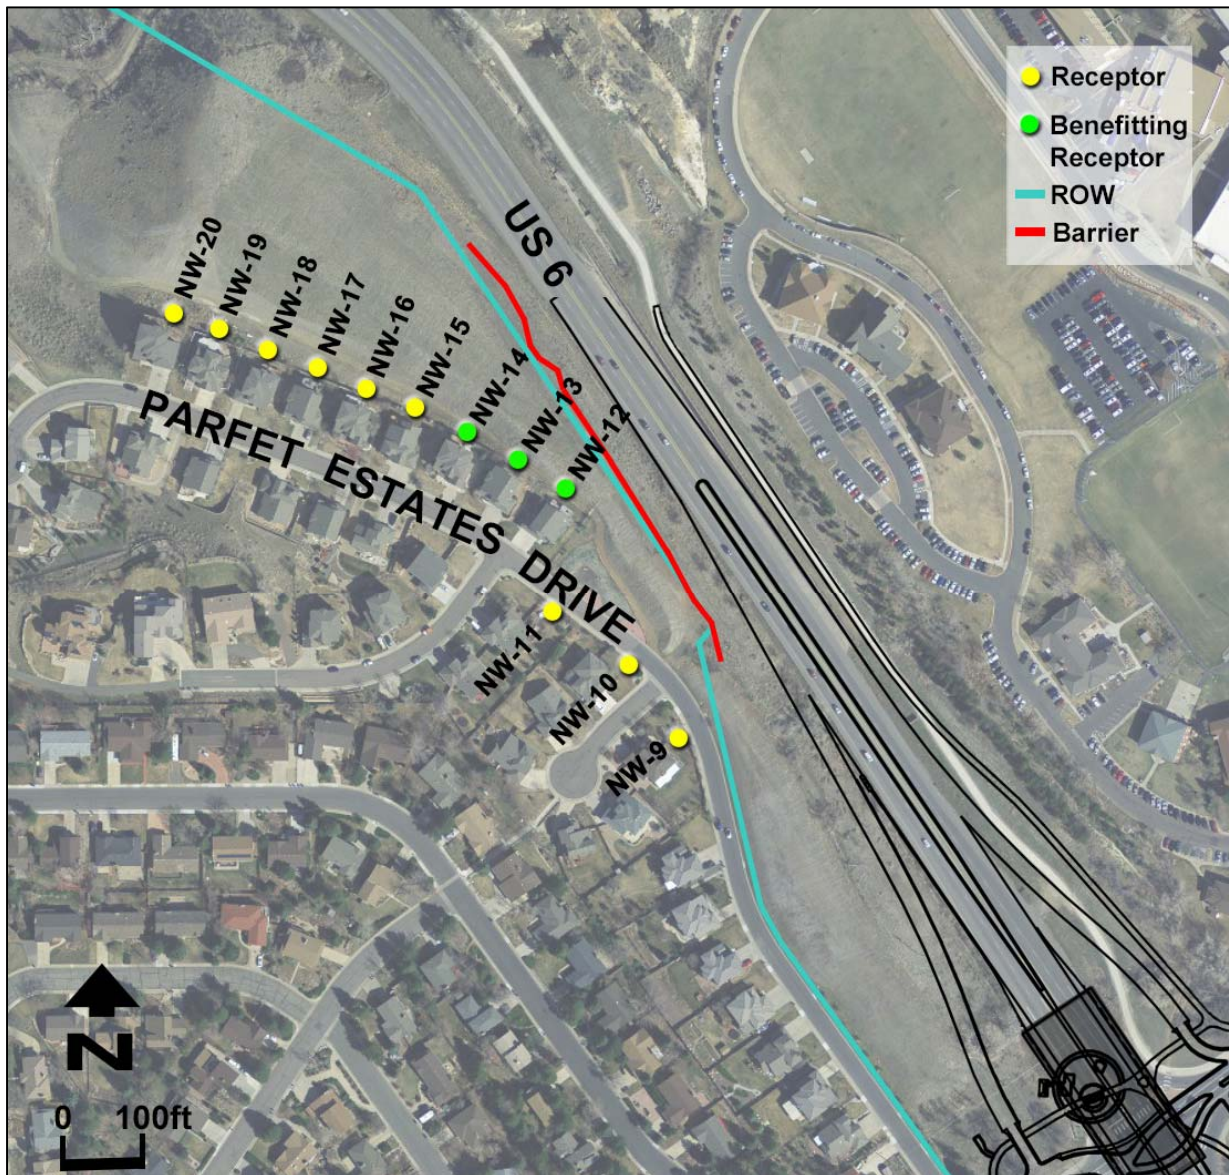 Receptor
Benefitting
Receptor
ROW
Barrier
US 6
NW-20
NW-19
NW-18
NW-17
NW-16
NW-15
NW-14
NW-13
NW-12
PARFET ESTATES DRIVE
NW-11
NW-10
NW-9
N
0 100ft